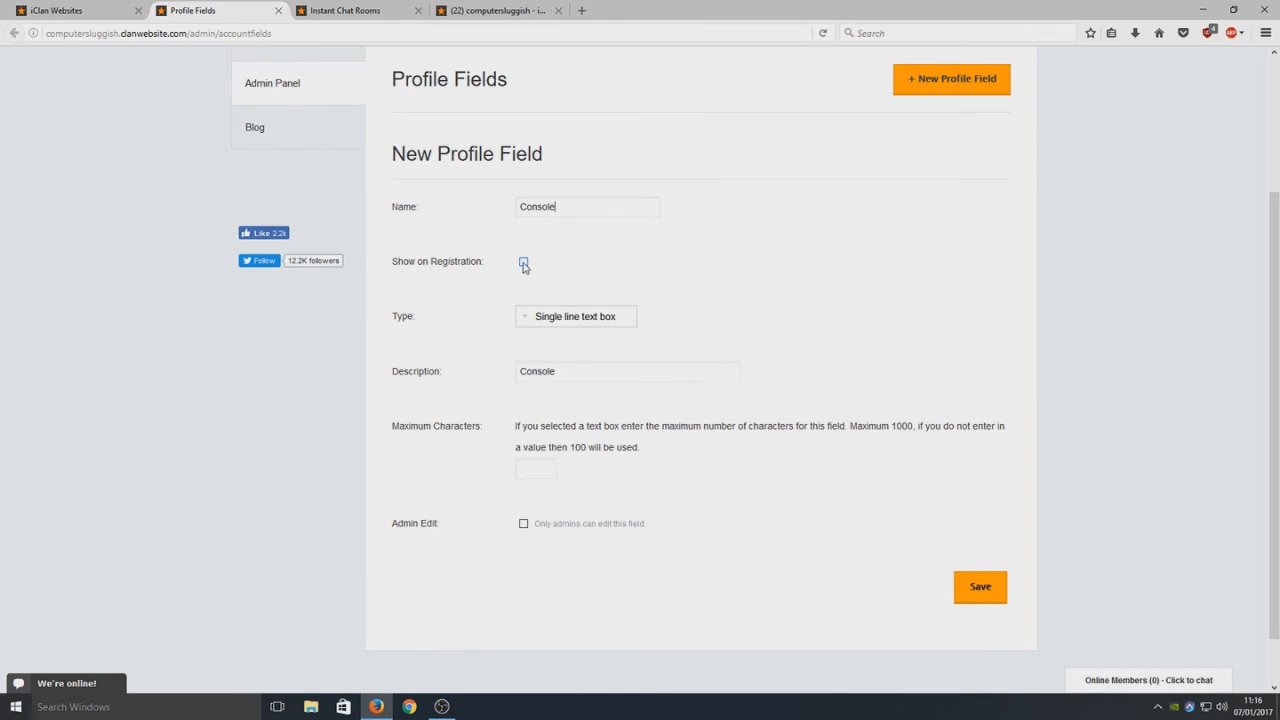 iClan Websites
Profile Fields
Instant Chat Rooms
(22) computersluggish - i...
computersluggish.clanwebsite.com/admin/accountfields
Search
4
Admin Panel
Blog
Like 2.2k
Follow
12.2K followers
Profile Fields
+ New Profile Field
New Profile Field
Name:
Console
Show on Registration:
Type:
Single line text box
Description:
Console
Maximum Characters:
If you selected a text box enter the maximum number of characters for this field. Maximum 1000, if you do not enter in
a value then 100 will be used.
Admin Edit:
Only admins can edit this field.
Save
We're online!
Online Members (0) - Click to chat
Search Windows
11:16
07/01/2017